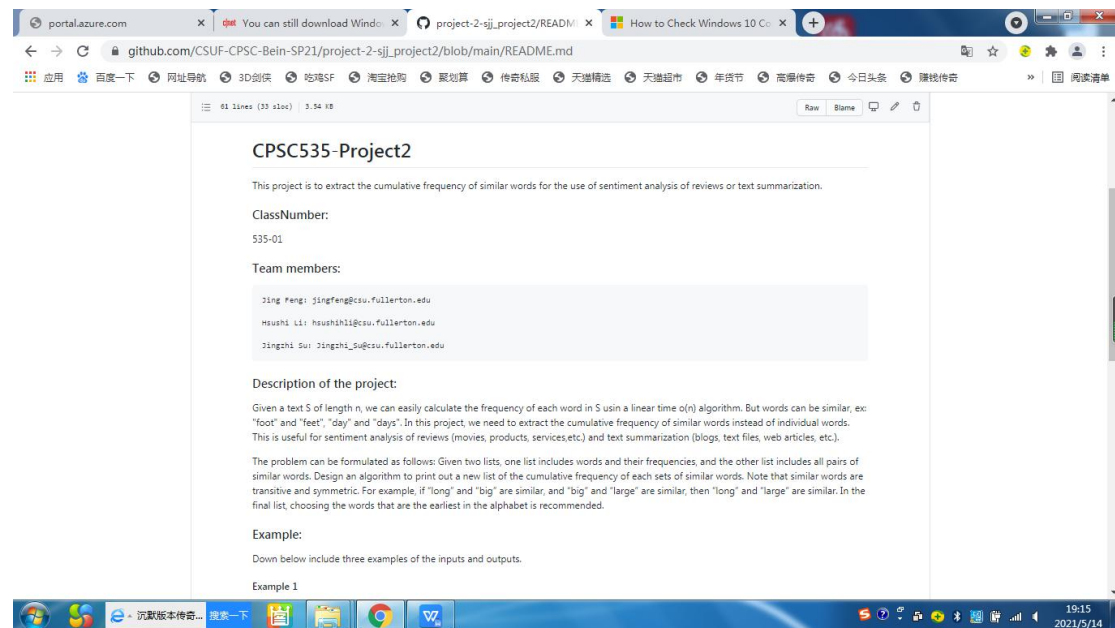 portal.azure.com
cnet You can still download Windo
project-2-sjj_project2/READM
How to Check Windows 10 Co
github.com/CSUF-CPSC-Bein-SP21/project-2-sjj_project2/blob/main/README.md
应用 百度一下 网址导航 3D剑侠 吃鸡SF 淘宝抢购 聚划算 传奇私服 天猫精选 天猫超市 年货节 高爆传奇 今日头条 赚钱传奇 » 阅读清单
61 lines (33 sloc) 3.54 KB
Raw Blame
CPSC535-Project2
This project is to extract the cumulative frequency of similar words for the use of sentiment analysis of reviews or text summarization.
ClassNumber:
535-01
Team members:
Jing Feng: jingfeng@csu.fullerton.edu
Hsushi Li: hsushihli@csu.fullerton.edu
Jingzhi Su: Jingzhi_Su@csu.fullerton.edu
Description of the project:
Given a text S of length n, we can easily calculate the frequency of each word in S usin a linear time o(n) algorithm. But words can be similar, ex:
"foot" and "feet", "day" and "days". In this project, we need to extract the cumulative frequency of similar words instead of individual words.
This is useful for sentiment analysis of reviews (movies, products, services,etc.) and text summarization (blogs, text files, web articles, etc.).
The problem can be formulated as follows: Given two lists, one list includes words and their frequencies, and the other list includes all pairs of
similar words. Design an algorithm to print out a new list of the cumulative frequency of each sets of similar words. Note that similar words are
transitive and symmetric. For example, if "long" and "big" are similar, and "big" and "large" are similar, then "long" and "large" are similar. In the
final list, choosing the words that are the earliest in the alphabet is recommended.
Example:
Down below include three examples of the inputs and outputs.
Example 1
沉默版本传奇... 搜索一下
19:15
2021/5/14